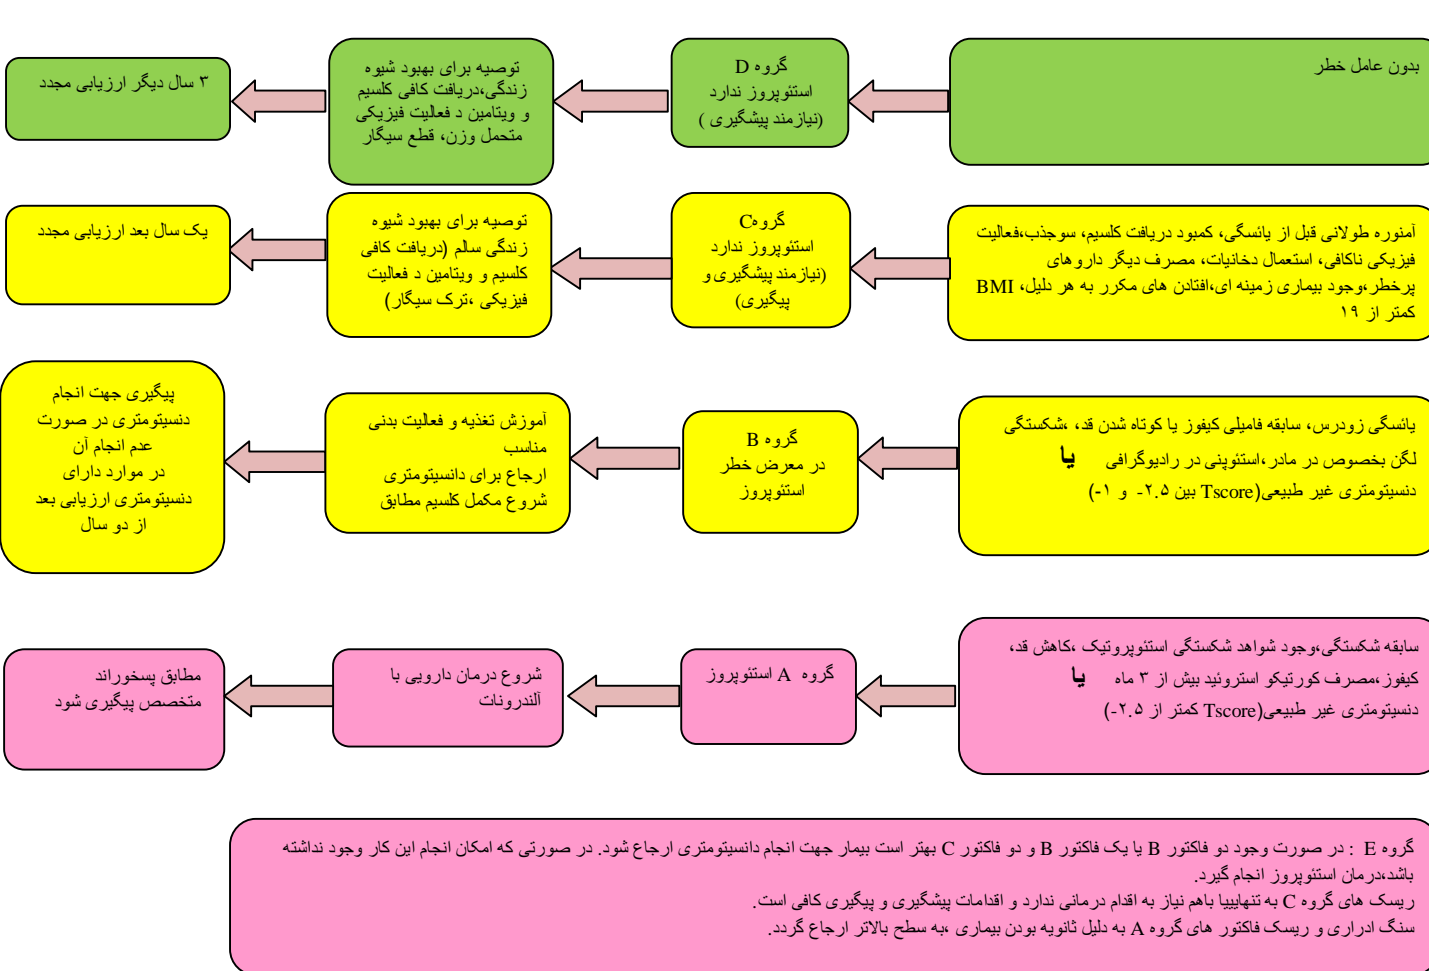 بدون عامل خطر
گروه D
استئوپروز ندارد
(نیازمند پیشگیری )
توصیه برای بهبود شیوه
زندگی،دریافت کافی کلسیم
و ویتامین د فعالیت فیزیکی
متحمل وزن، قطع سیگار
۳ سال دیگر ارزیابی مجدد
آمنوره طولانی قبل از یائسگی، کمبود دریافت کلسیم، سوجذب،فعالیت
فیزیکی ناکافی، استعمال دخانیات، مصرف دیگر داروهای
پرخطر،وجود بیماری زمینه ای،افتادن های مکرر به هر دلیل، BMI
کمتر از ۱۹
گروهC
استئوپروز ندارد
(نیازمند پیشگیری و
پیگیری)
توصیه برای بهبود شیوه
زندگی سالم (دریافت کافی
کلسیم و ویتامین د فعالیت
فیزیکی ،ترک سیگار)
یک سال بعد ارزیابی مجدد
یائسگی زودرس، سابقه فامیلی کیفوز یا کوتاه شدن قد، ،شکستگی
لگن بخصوص در مادر،استئوپنی در رادیوگرافی یا
دنسیتومتری غیر طبیعی(Tscore بین ۲.۵- و ۱-)
گروه B
در معرض خطر
استئوپروز
آموزش تغذیه و فعالیت بدنی
مناسب
ارجاع برای دانسیتومتری
شروع مکمل کلسیم مطابق
پیگیری جهت انجام
دنسیتومتری در صورت
عدم انجام آن
در موارد دارای
دنسیتومتری ارزیابی بعد
از دو سال
سابقه شکستگی،وجود شواهد شکستگی استئوپروتیک ،کاهش قد،
کیفوز،مصرف کورتیکو استروئید بیش از ۳ ماه یا
دنسیتومتری غیر طبیعی(Tscore کمتر از ۲.۵-)
گروه A استئوپروز
شروع درمان دارویی با
آلندرونات
مطابق پسخوراند
متخصص پیگیری شود
گروه E : در صورت وجود دو فاکتور B یا یک فاکتور B و دو فاکتور C بهتر است بیمار جهت انجام دانسیتومتری ارجاع شود. در صورتی که امکان انجام این کار وجود نداشته
باشد،درمان استئوپروز انجام گیرد.
ریسک های گروه C به تنهایییا باهم نیاز به اقدام درمانی ندارد و اقدامات پیشگیری و پیگیری کافی است.
سنگ ادراری و ریسک فاکتور های گروه A به دلیل ثانویه بودن بیماری ،به سطح بالاتر ارجاع گردد.